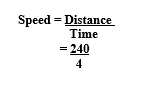 Speed = Distance
Time
= 240
4